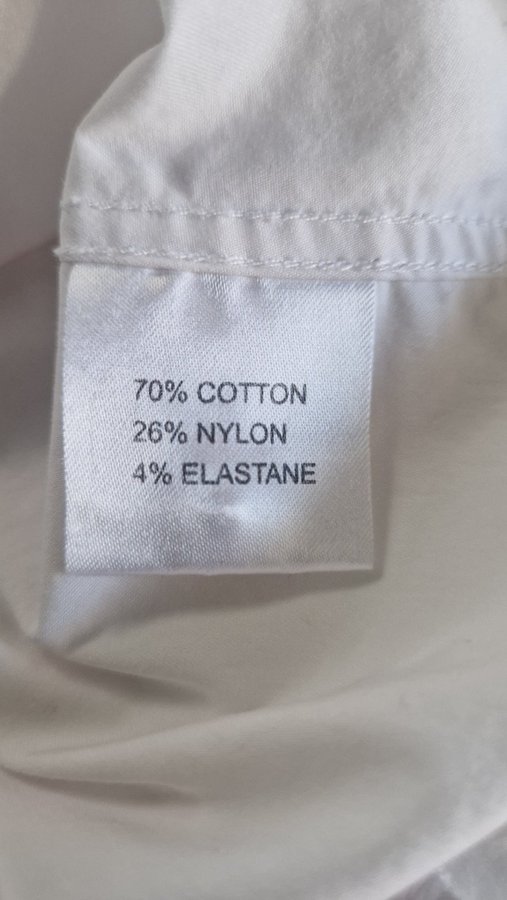 70% COTTON
26% NYLON
4% ELASTANE